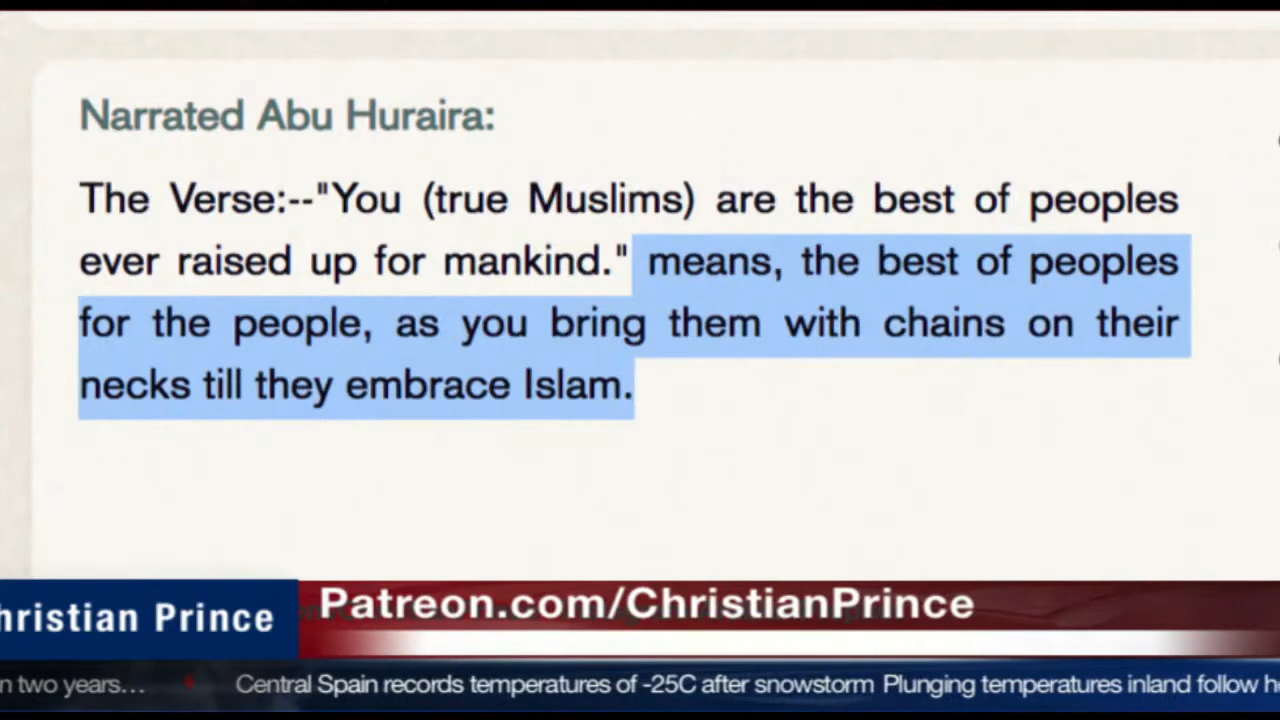 Narrated Abu Huraira:
The Verse:--"You (true Muslims) are the best of peoples
ever raised up for mankind." means, the best of peoples
for the people, as you bring them with chains on their
necks till they embrace Islam.
Patreon.com/ChristianPrince
hristian Prince
n two years... Central Spain records temperatures of -25C after snowstorm Plunging temperatures inland follow